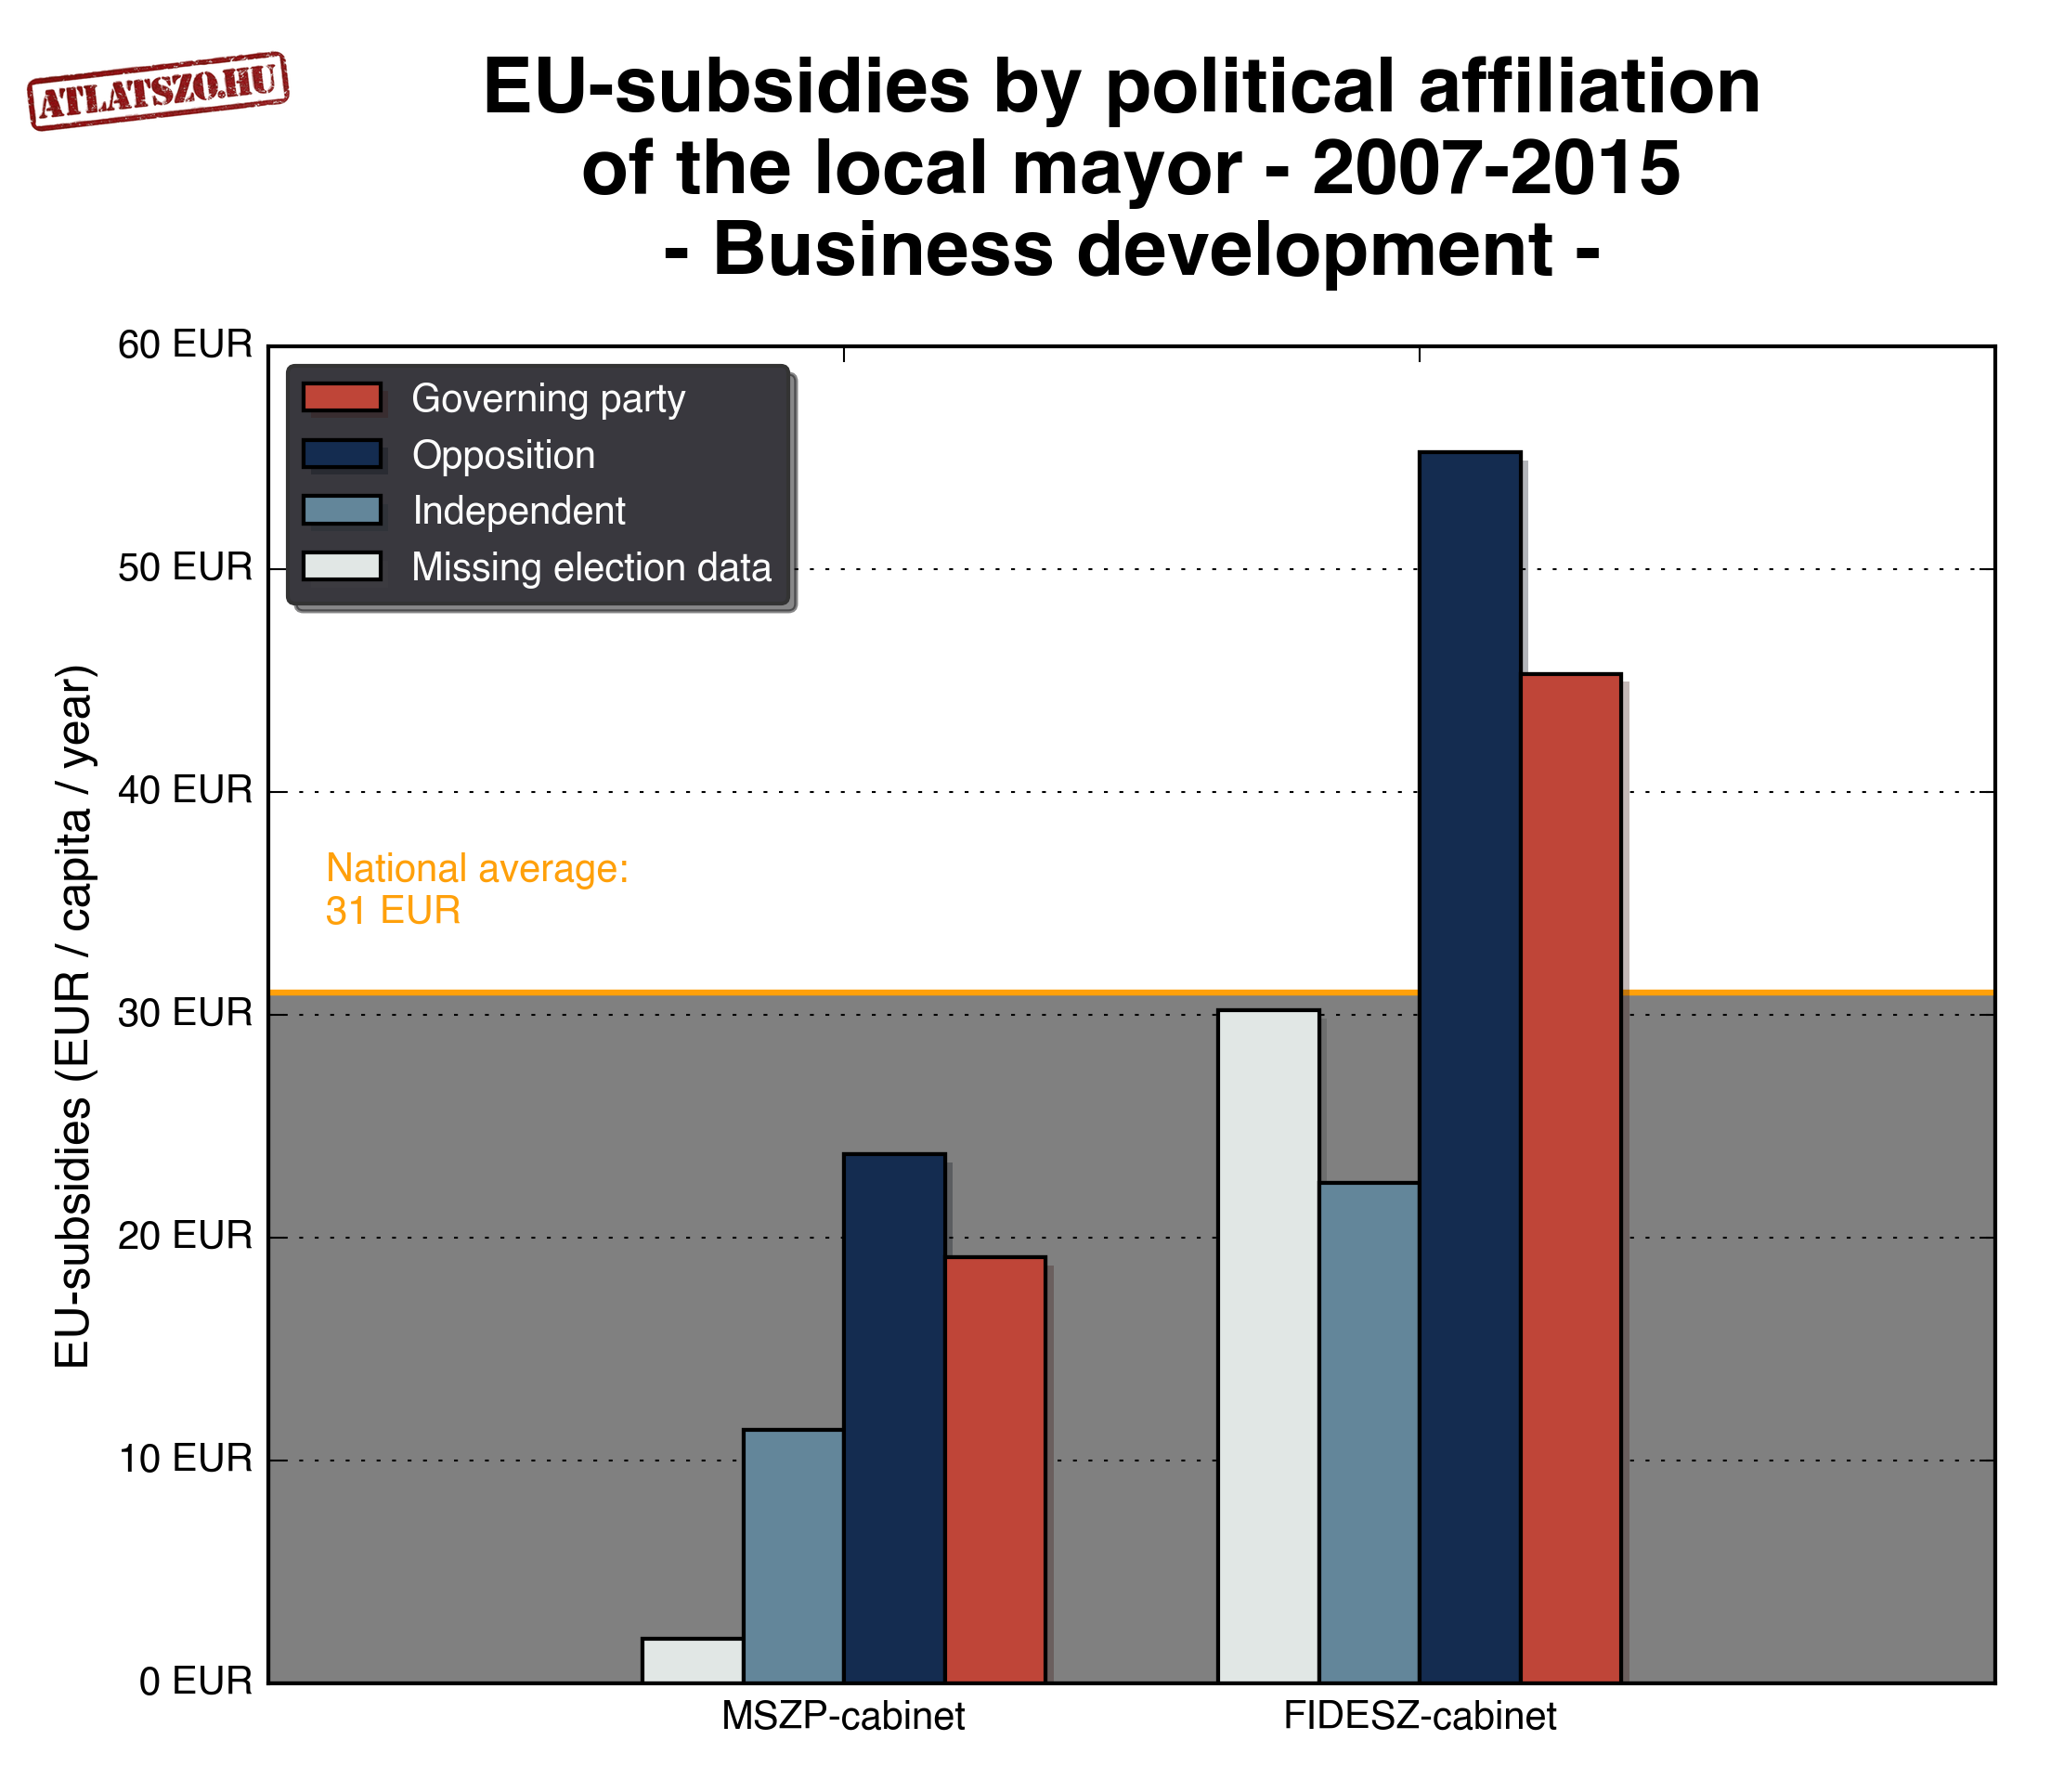 ATLATSZO.HU
EU-subsidies by political affiliation
of the local mayor - 2007-2015
- Business development -
60 EUR
50 EUR
40 EUR
30 EUR
20 EUR
10 EUR
0 EUR
EU-subsidies (EUR / capita / year)
Governing party
Opposition
Independent
Missing election data
National average:
31 EUR
MSZP-cabinet
FIDESZ-cabinet